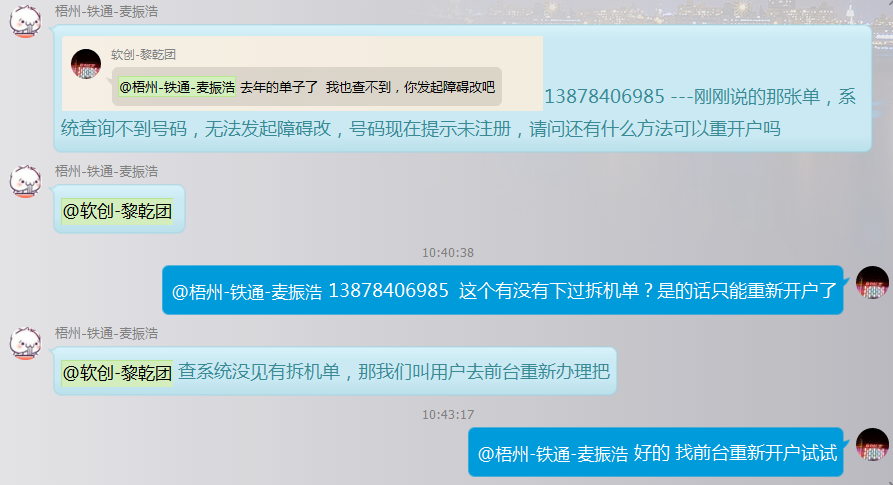 梧州-铁通-麦振浩
软创-黎乾团
@梧州-铁通-麦振浩 去年的单子了 我也查不到，你发起障碍改吧
13878406985 ---刚刚说的那张单，系
统查询不到号码，无法发起障碍改，号码现在提示未注册，请问还有什么方法可以重开户吗
梧州-铁通-麦振浩
@软创-黎乾团
10:40:38
@梧州-铁通-麦振浩 13878406985 这个有没有下过拆机单？是的话只能重新开户了
梧州-铁通-麦振浩
@软创-黎乾团 查系统没见有拆机单，那我们叫用户去前台重新办理把
10:43:17
@梧州-铁通-麦振浩 好的 找前台重新开户试试